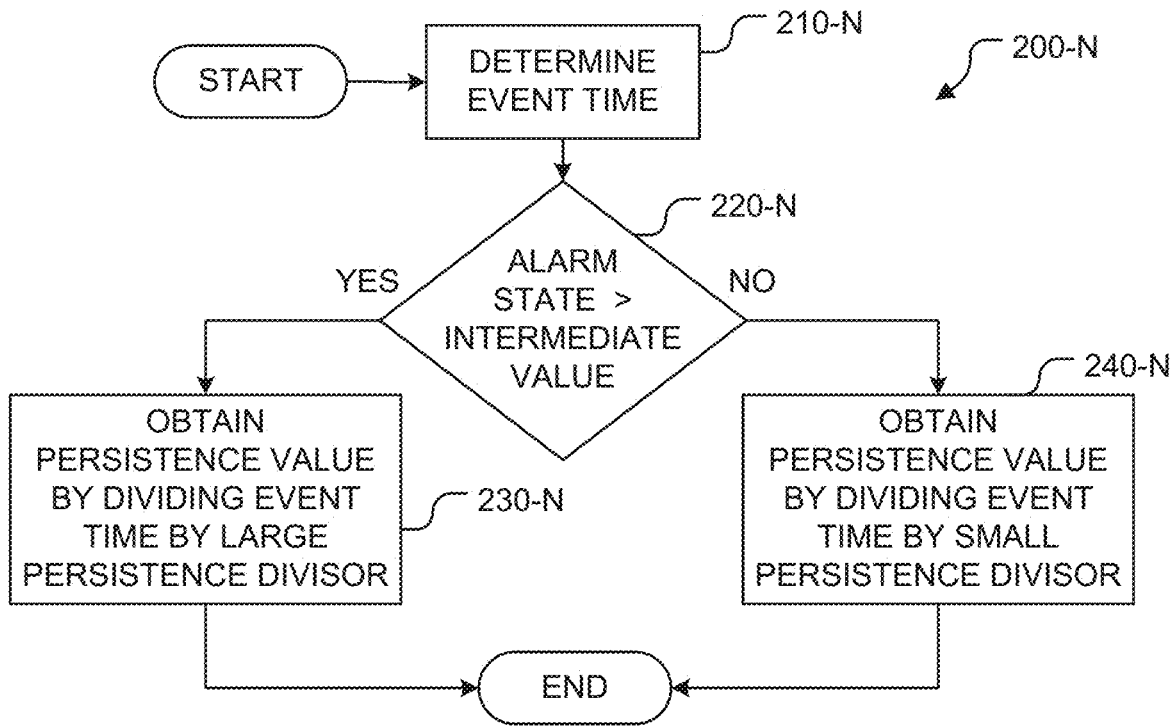 START
DETERMINE
EVENT TIME
210-N
200-N
220-N
ALARM
STATE >
INTERMEDIATE
VALUE
YES
NO
OBTAIN
PERSISTENCE VALUE
BY DIVIDING EVENT
TIME BY LARGE
PERSISTENCE DIVISOR
230-N
240-N
OBTAIN
PERSISTENCE VALUE
BY DIVIDING EVENT
TIME BY SMALL
PERSISTENCE DIVISOR
END